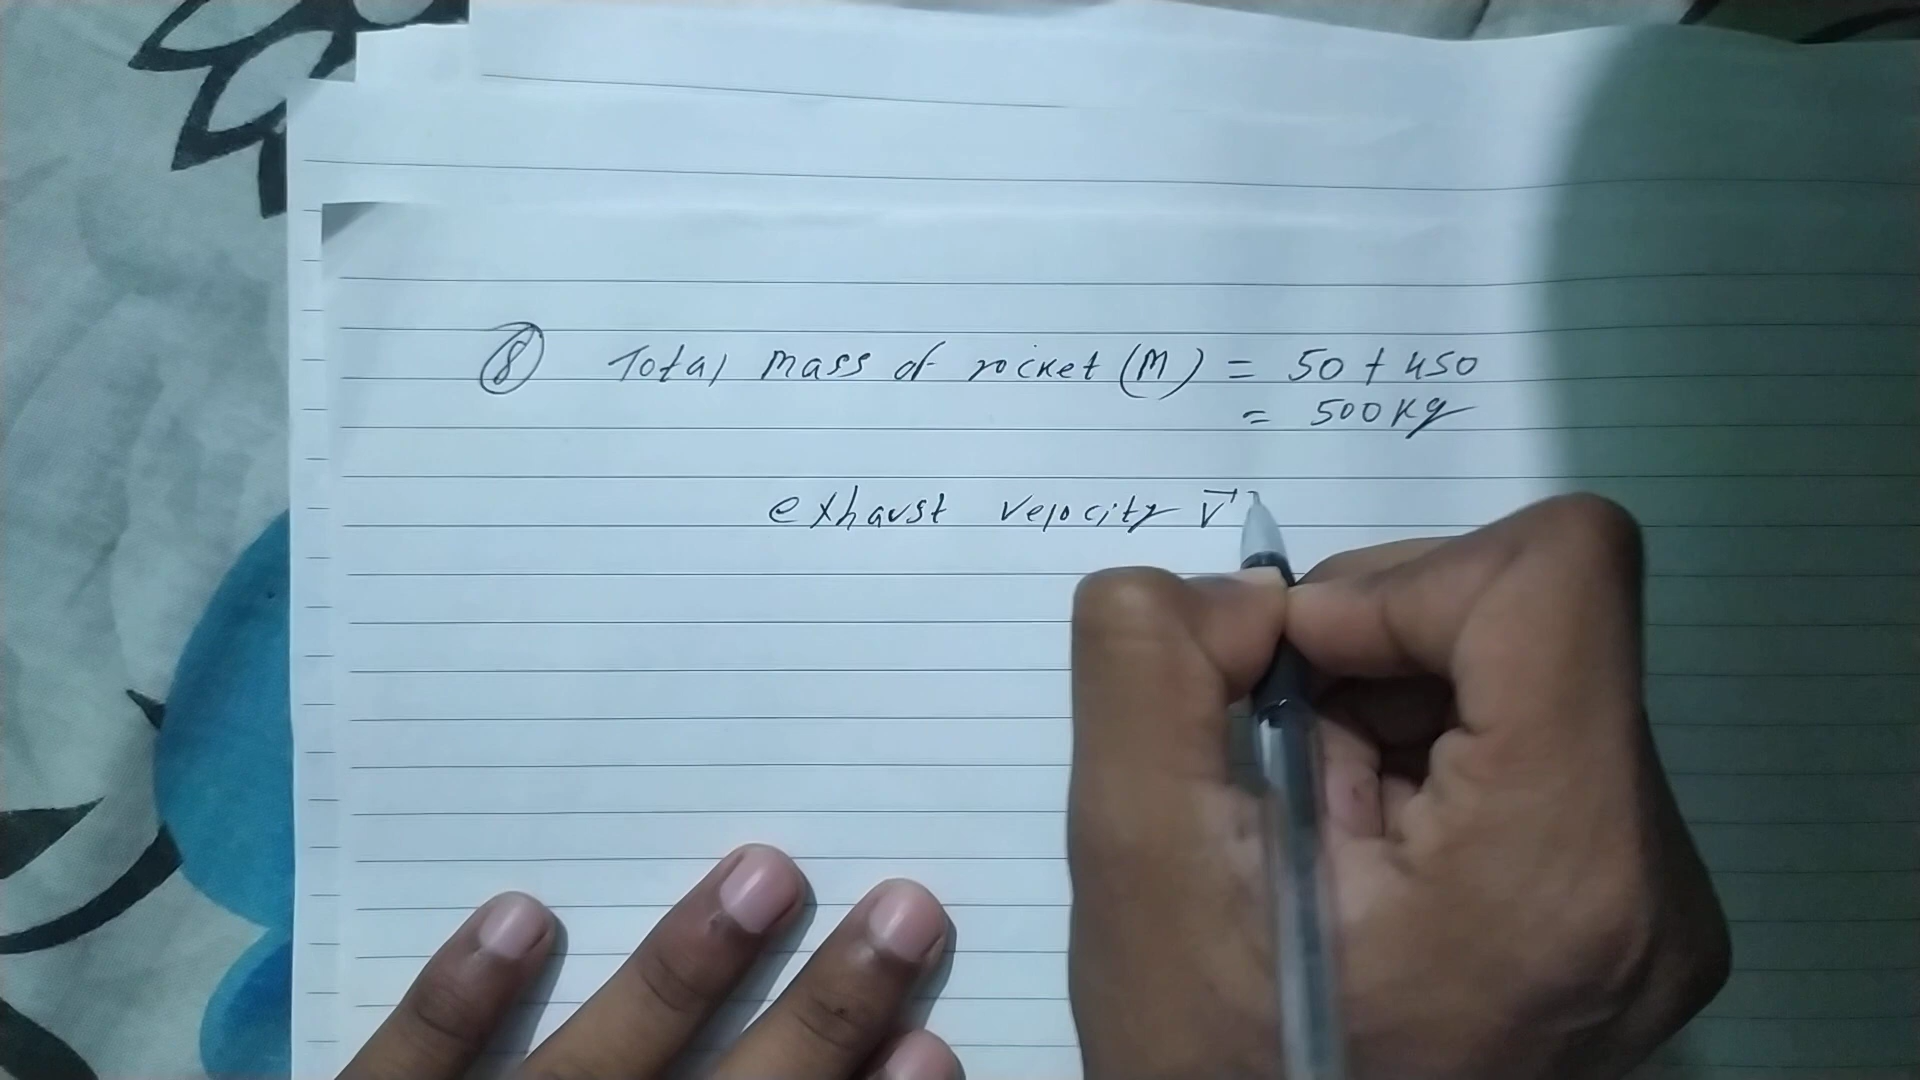 ⑧ Total mass of rocket (M) = 50 + 450
= 500 Kg
exhaust velocity v⃗